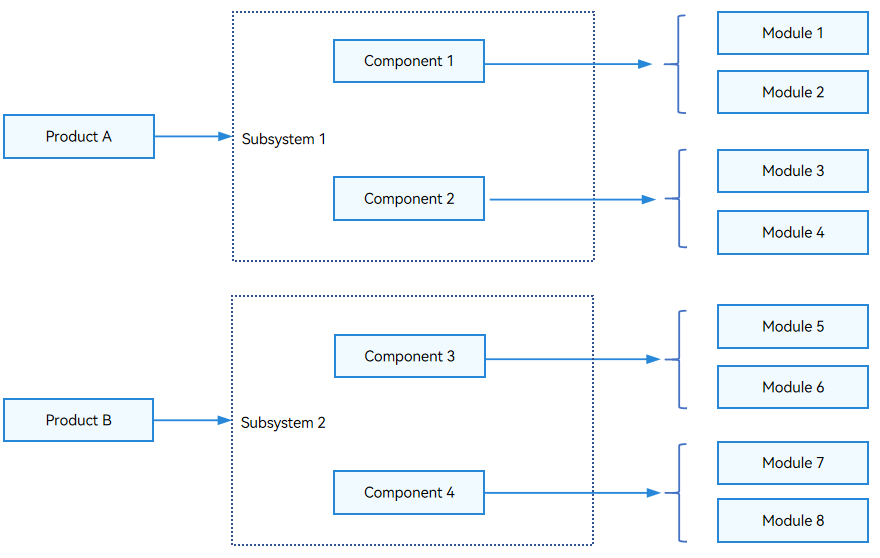 Product A
Subsystem 1
Component 1
Component 2
Module 1
Module 2
Module 3
Module 4
Product B
Subsystem 2
Component 3
Component 4
Module 5
Module 6
Module 7
Module 8